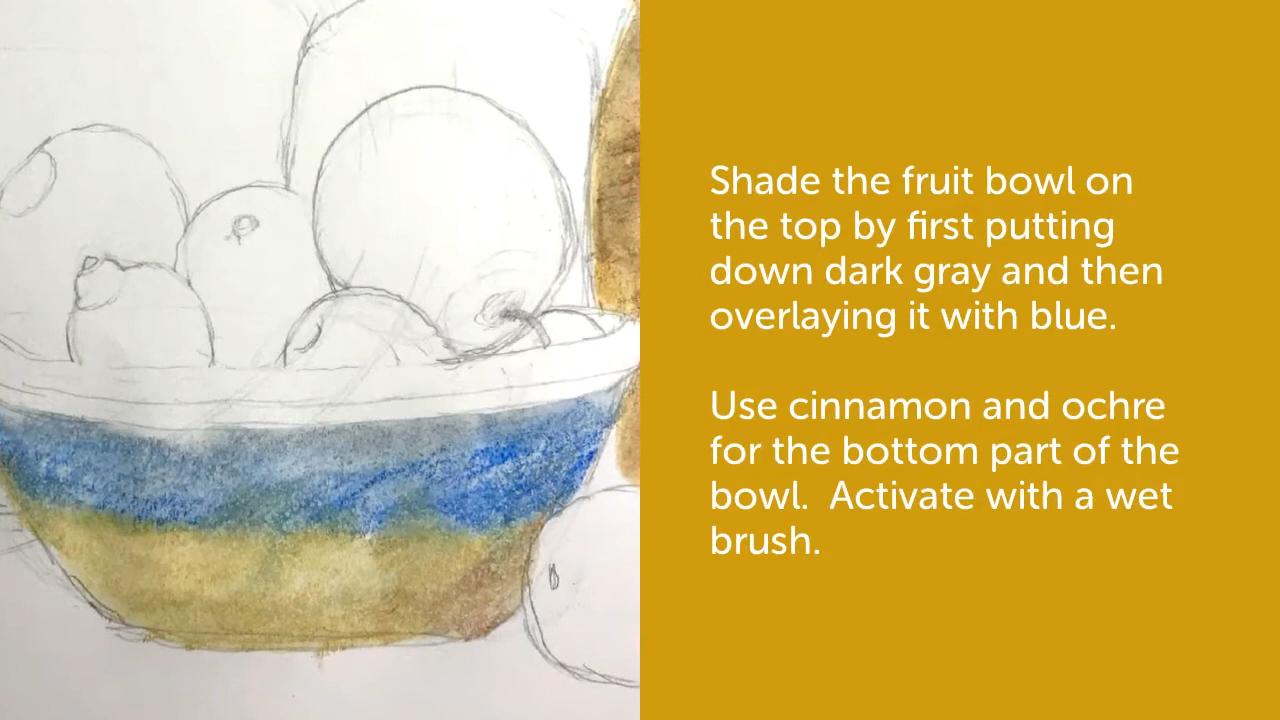 Shade the fruit bowl on
the top by first putting
down dark gray and then
overlaying it with blue.
Use cinnamon and ochre
for the bottom part of the
bowl.  Activate with a wet
brush.